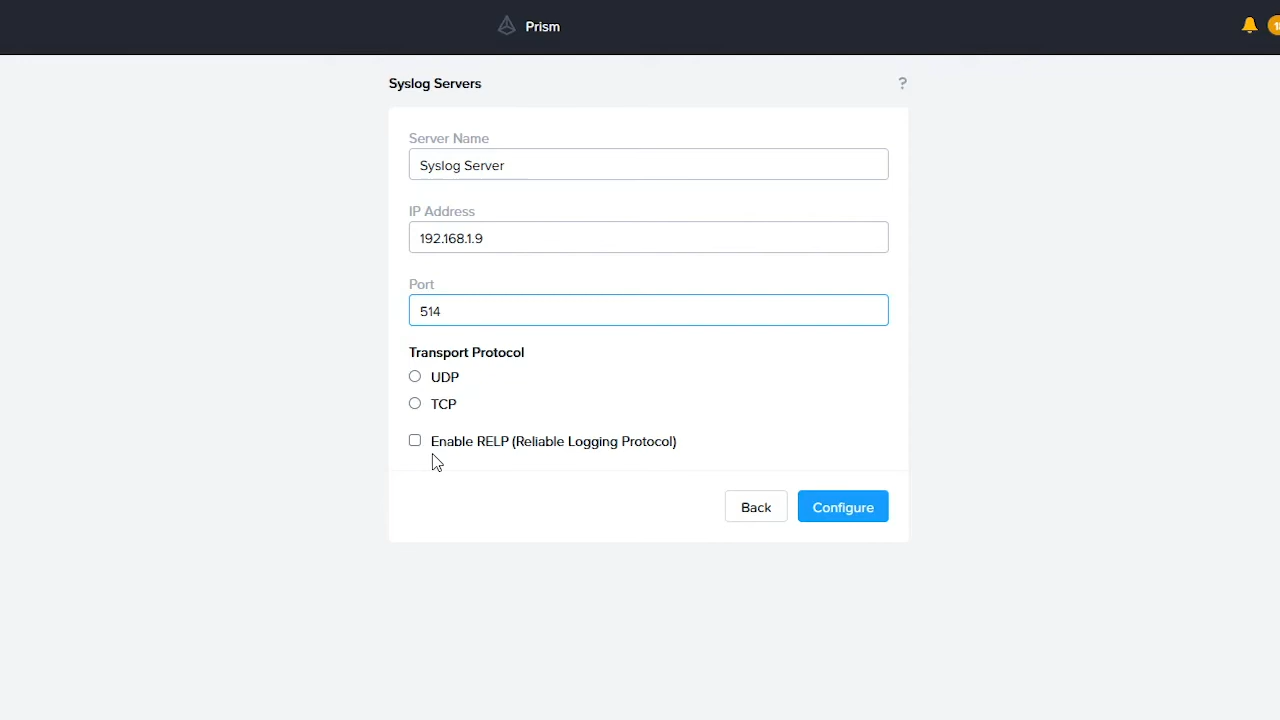 Prism
Syslog Servers
?
Server Name
Syslog Server
IP Address
192.168.1.9
Port
514
Transport Protocol
UDP
TCP
Enable RELP (Reliable Logging Protocol)
Back
Configure